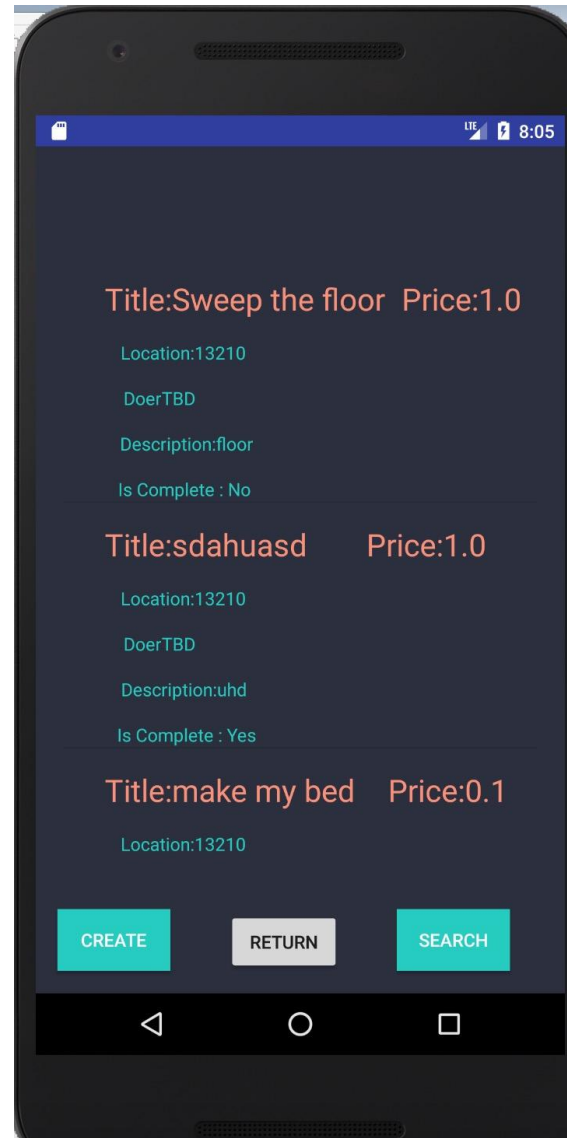 LTE 8:05
Title:Sweep the floor Price:1.0
Location:13210
DoerTBD
Description:floor
Is Complete : No
Title:sdahuasd Price:1.0
Location:13210
DoerTBD
Description:uhd
Is Complete : Yes
Title:make my bed Price:0.1
Location:13210
CREATE RETURN SEARCH